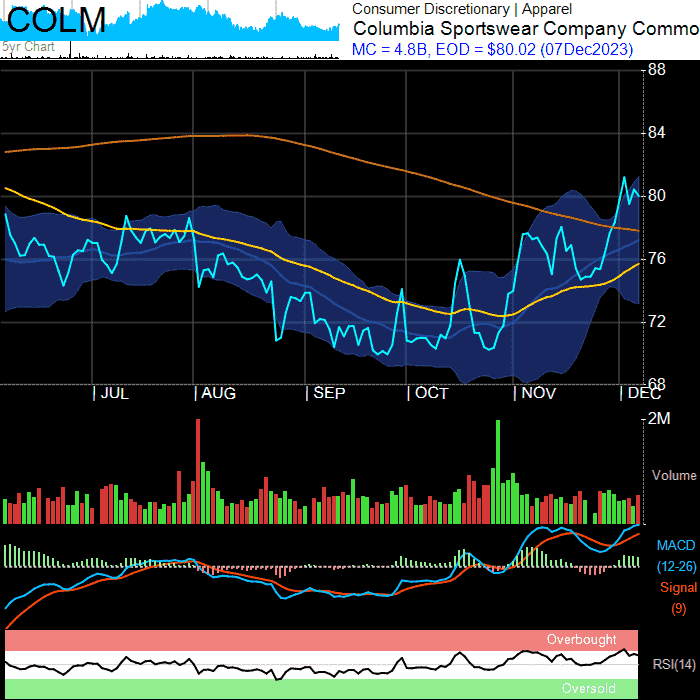 COLM
Consumer Discretionary | Apparel
Columbia Sportswear Company Commo
5yr Chart
MC = 4.8B, EOD = $80.02 (07Dec2023)
88
84
80
76
72
68
JUL AUG SEP OCT NOV DEC
2M
Volume
MACD
(12-26)
Signal
(9)
Overbought
RSI(14)
Oversold